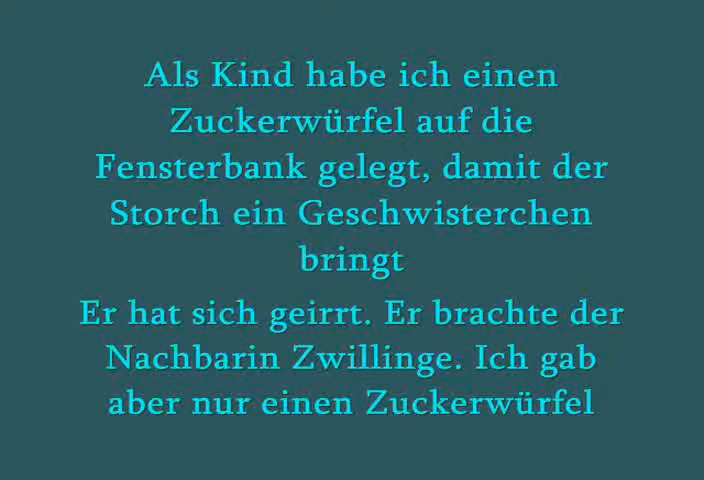 Als Kind habe ich einen
Zuckerwürfel auf die
Fensterbank gelegt, damit der
Storch ein Geschwisterchen
bringt
Er hat sich geirrt. Er brachte der
Nachbarin Zwillinge. Ich gab
aber nur einen Zuckerwürfel